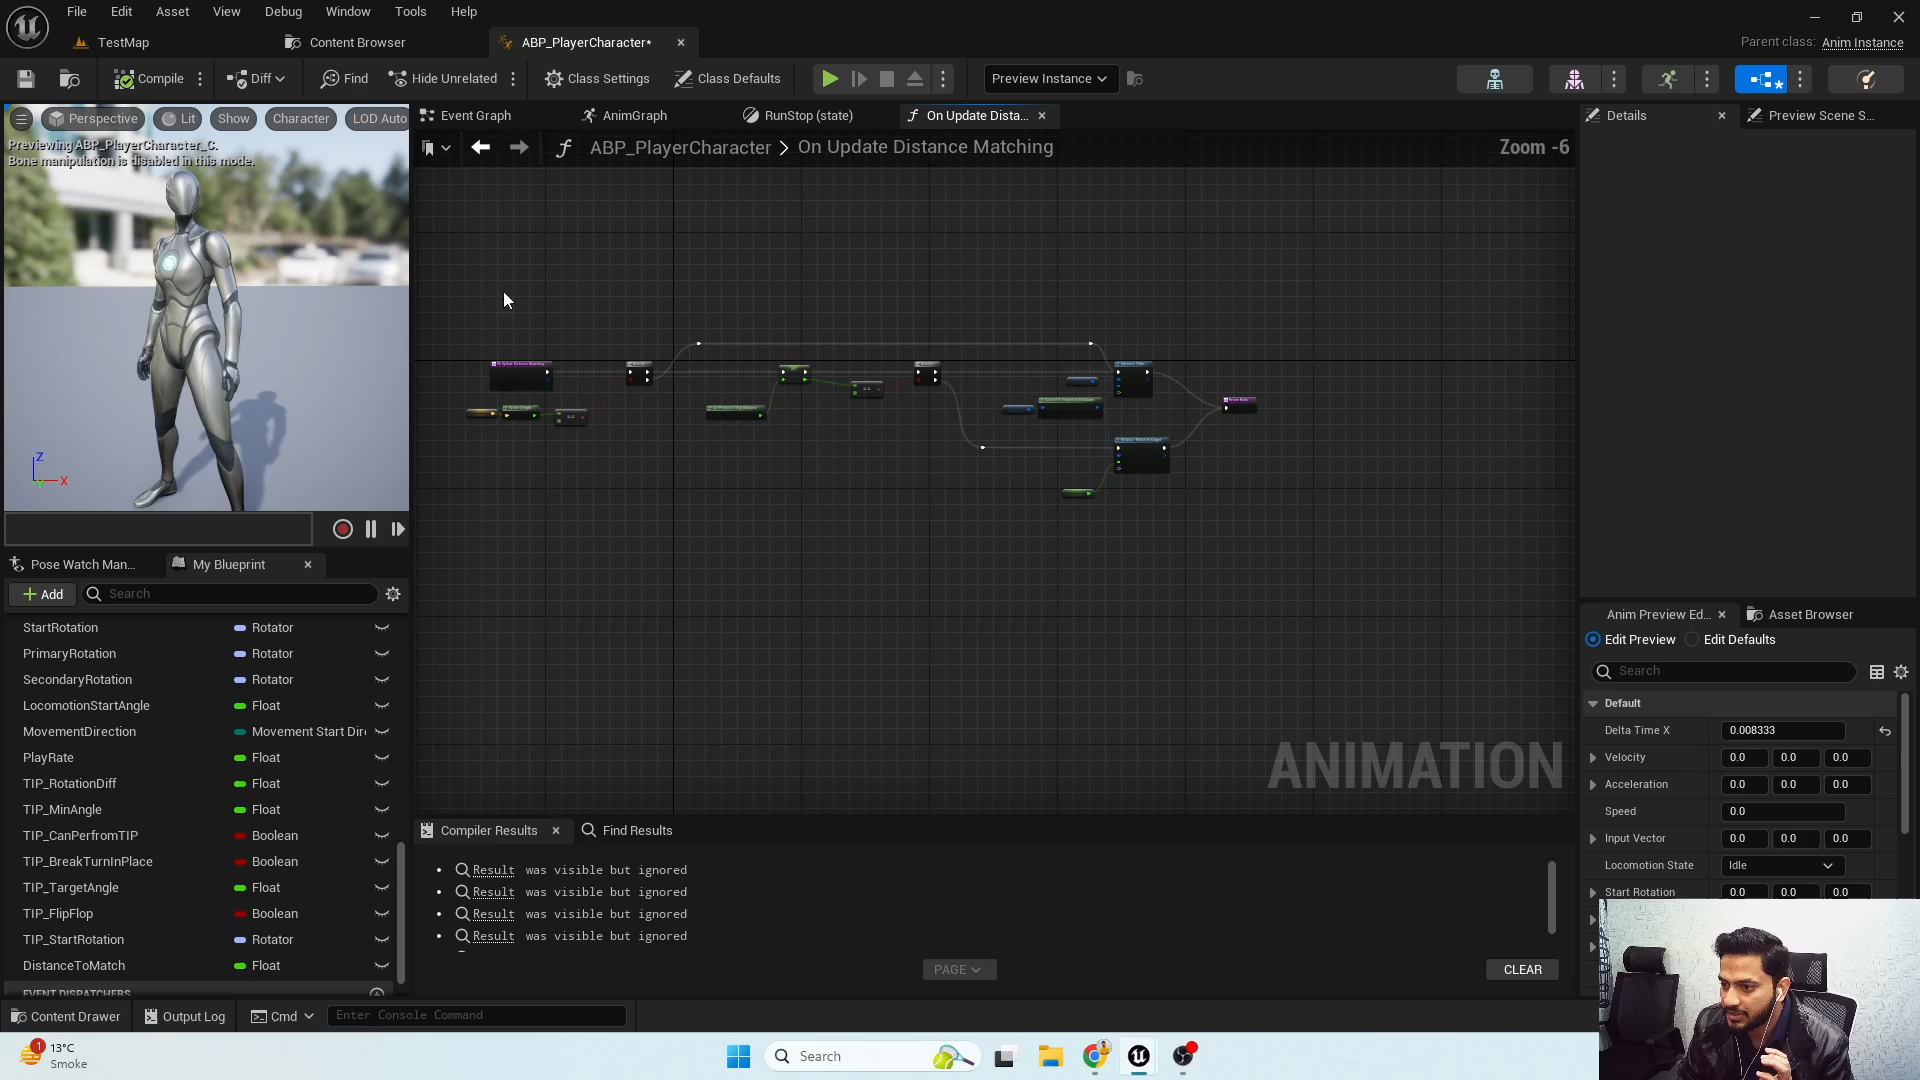 File Edit Asset View Debug Window Tools Help
TestMap Content Browser ABP_PlayerCharacter*
Parent class: Anim Instance
Compile Diff Find Hide Unrelated Class Settings Class Defaults Preview Instance
Perspective Lit Show Character LOD Auto
Previewing ABP_PlayerCharacter_C.
Bone manipulation is disabled in this mode.
Z
X
Event Graph AnimGraph RunStop (state) On Update Dista...
ABP_PlayerCharacter > On Update Distance Matching
Zoom -6
ANIMATION
Details Preview Scene S...
Pose Watch Man... My Blueprint
Add Search
StartRotation Rotator
PrimaryRotation Rotator
SecondaryRotation Rotator
LocomotionStartAngle Float
MovementDirection Movement Start Dire
PlayRate Float
TIP_RotationDiff Float
TIP_MinAngle Float
TIP_CanPerfromTIP Boolean
TIP_BreakTurnInPlace Boolean
TIP_TargetAngle Float
TIP_FlipFlop Boolean
TIP_StartRotation Rotator
DistanceToMatch Float
EVENT DISPATCHERS
Compiler Results Find Results
Result was visible but ignored
Result was visible but ignored
Result was visible but ignored
Result was visible but ignored
PAGE
CLEAR
Anim Preview Ed... Asset Browser
Edit Preview Edit Defaults
Search
Default
Delta Time X 0.008333
Velocity 0.0 0.0 0.0
Acceleration 0.0 0.0 0.0
Speed 0.0
Input Vector 0.0 0.0 0.0
Locomotion State Idle
Start Rotation 0.0 0.0 0.0
Content Drawer Output Log Cmd Enter Console Command
1
13°C
Smoke
Search